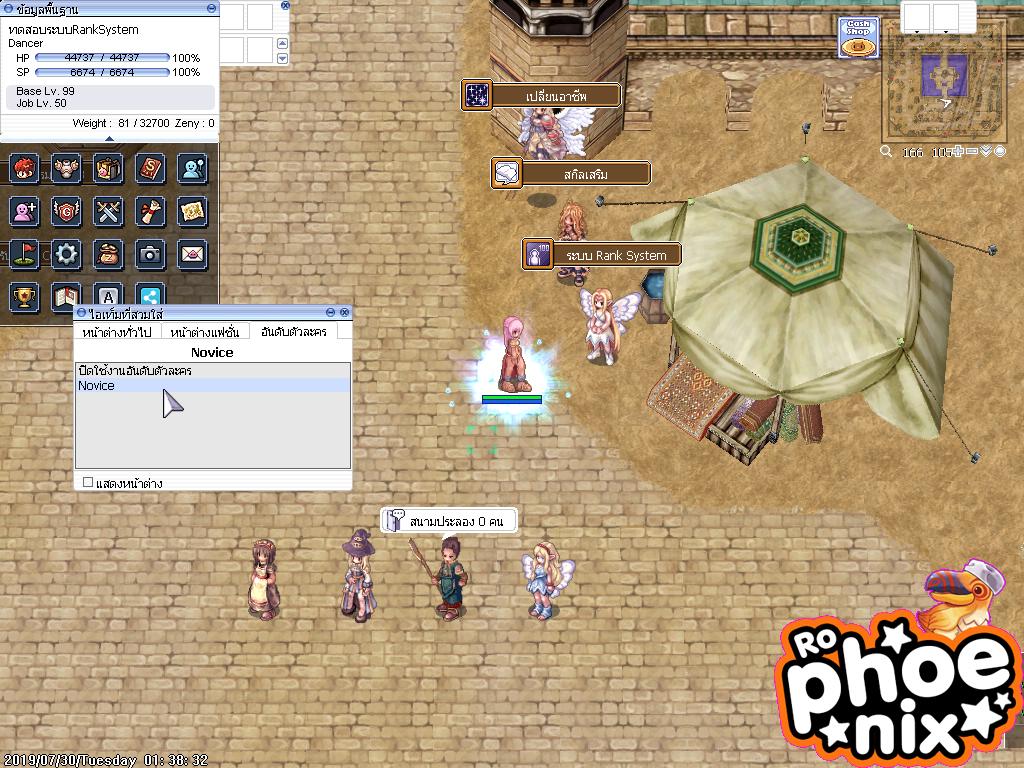 ข้อมูลพื้นฐาน
ทดสอบระบบRankSystem
Dancer
HP 44737 / 44737 100%
SP 6674 / 6674 100%
Base Lv. 99
Job Lv. 50
Weight : 81 / 32700 Zeny : 0
Cash Shop
166 105
เปลี่ยนอาชีพ
สกิลเสริม
ระบบ Rank System
ไอเท็มที่สวมใส่
หน้าต่างทั่วไป หน้าต่างแฟชั่น อันดับตัวละคร
Novice
ปิดใช้งานอันดับตัวละคร
Novice
แสดงหน้าต่าง
สนามประลอง 0 คน
RO
phoe
nix
2019/07/30/Tuesday 01:38:32